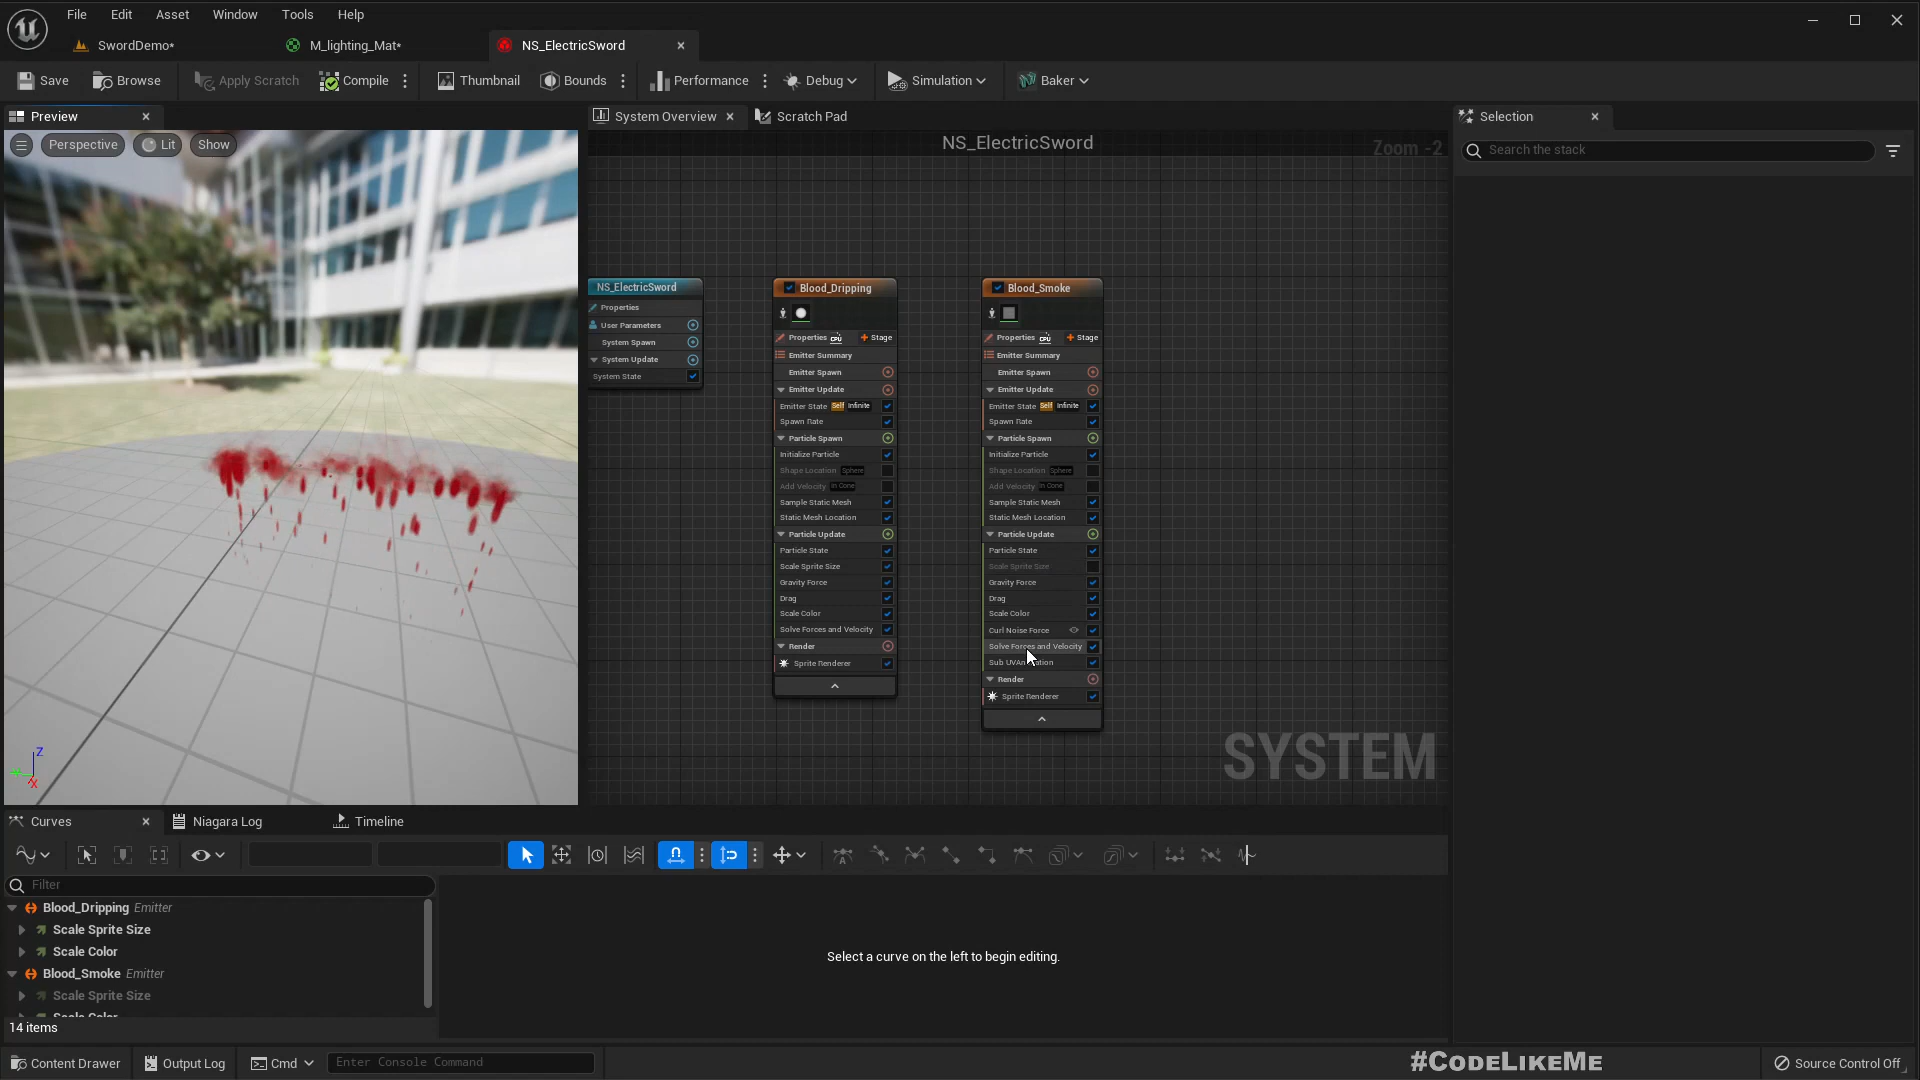 File Edit Asset Window Tools Help
SwordDemo* M_lighting_Mat* NS_ElectricSword
Save Browse Apply Scratch Compile Thumbnail Bounds Performance Debug Simulation Baker
Preview System Overview Scratch Pad Selection
Perspective Lit Show
NS_ElectricSword Zoom -2
Search the stack
NS_ElectricSword
Properties
User Parameters
System Spawn
System Update
System State
Blood_Dripping
Properties CPU Stage
Emitter Summary
Emitter Spawn
Emitter Update
Emitter State Self Infinite
Spawn Rate
Particle Spawn
Initialize Particle
Shape Location Sphere
Add Velocity In Cone
Sample Static Mesh
Static Mesh Location
Particle Update
Particle State
Scale Sprite Size
Gravity Force
Drag
Scale Color
Solve Forces and Velocity
Render
Sprite Renderer
Blood_Smoke
Properties CPU Stage
Emitter Summary
Emitter Spawn
Emitter Update
Emitter State Self Infinite
Spawn Rate
Particle Spawn
Initialize Particle
Shape Location Sphere
Add Velocity In Cone
Sample Static Mesh
Static Mesh Location
Particle Update
Particle State
Scale Sprite Size
Gravity Force
Drag
Scale Color
Curl Noise Force
Solve Forces and Velocity
Render
Sprite Renderer
SYSTEM
Z
X
Curves Niagara Log Timeline
Filter
Blood_Dripping Emitter
Scale Sprite Size
Scale Color
Blood_Smoke Emitter
Scale Sprite Size
Scale Color
14 items
Select a curve on the left to begin editing.
Content Drawer Output Log Cmd Enter Console Command
#CodeLikeMe
Source Control Off